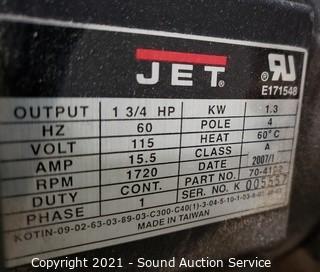 JET
E171548
OUTPUT 1 3/4 HP KW 1.3
HZ 60 POLE 4
VOLT 115 HEAT 60°C
AMP 15.5 CLASS A
RPM 1720 DATE 2007/1
DUTY CONT. PART NO.
PHASE 1 SERI. NO. K 005557
MADE IN TAIWAN
Copyright © 2021 - Sound Auction Service